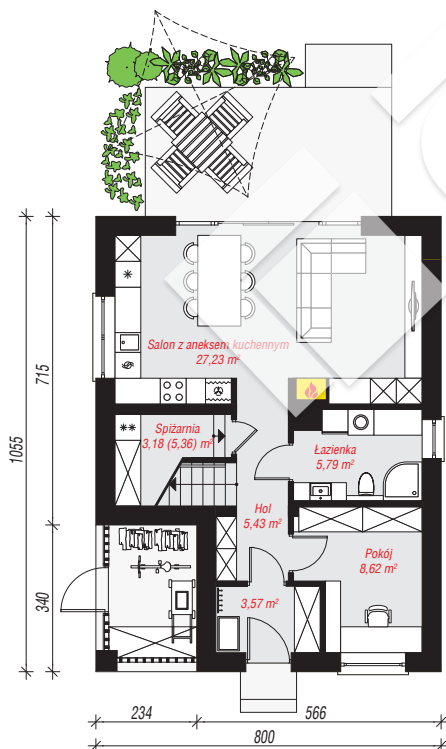 Salon z aneksem kuchennym
27,23 m²
Spiżarnia
3,18 (5,36) m²
Łazienka
5,79 m²
Hol
5,43 m²
Pokój
8,62 m²
3,57 m²
715
1055
340
234
566
800